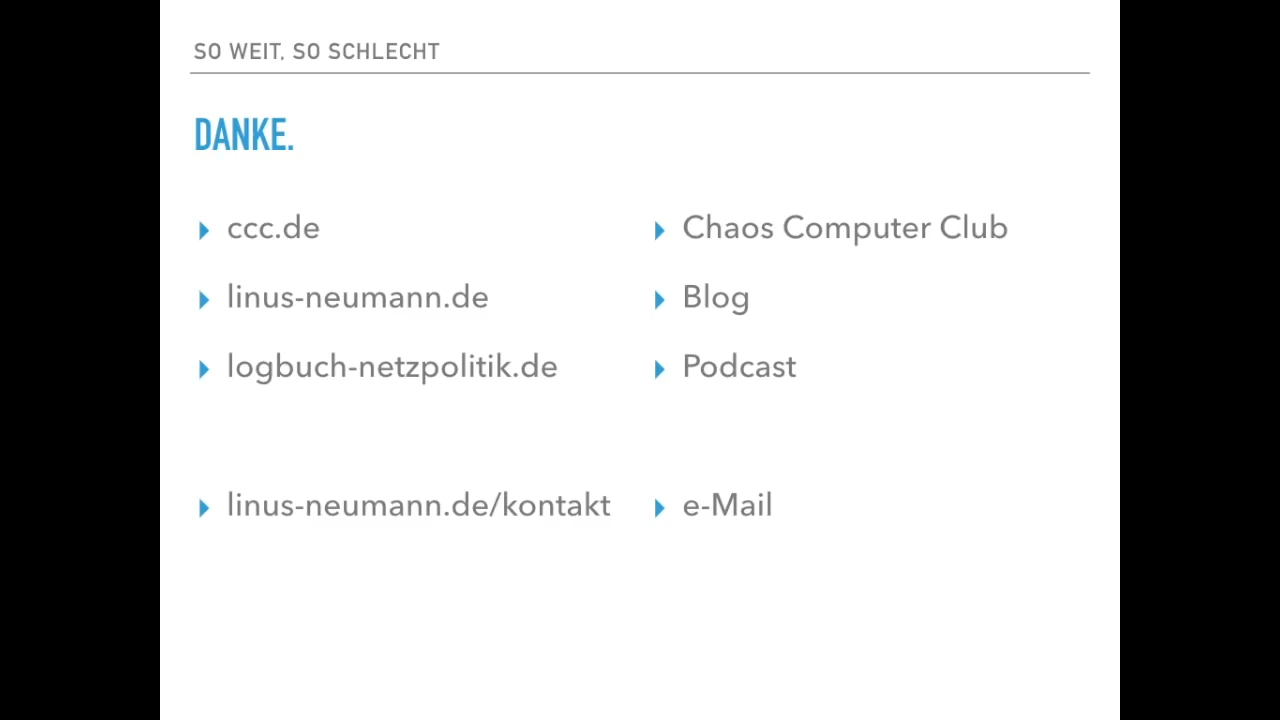 SO WEIT, SO SCHLECHT
DANKE.
ccc.de
Chaos Computer Club
linus-neumann.de
Blog
logbuch-netzpolitik.de
Podcast
linus-neumann.de/kontakt
e-Mail